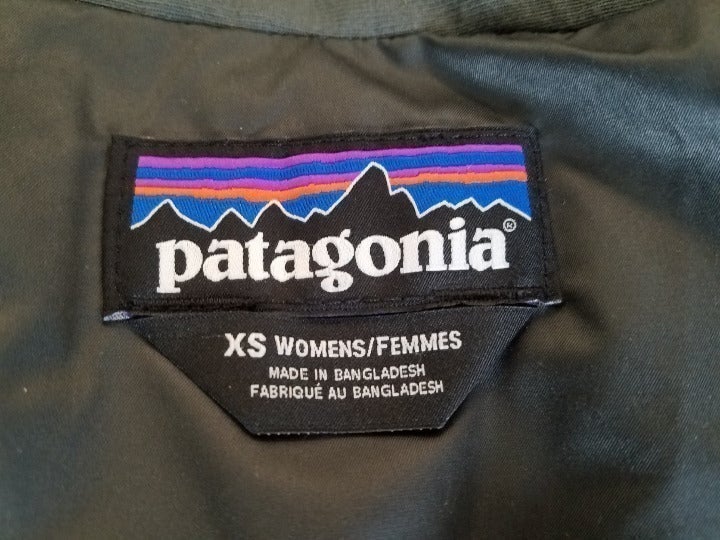 patagonia®
XS WOMENS/FEMMES
MADE IN BANGLADESH
FABRIQUÉ AU BANGLADESH